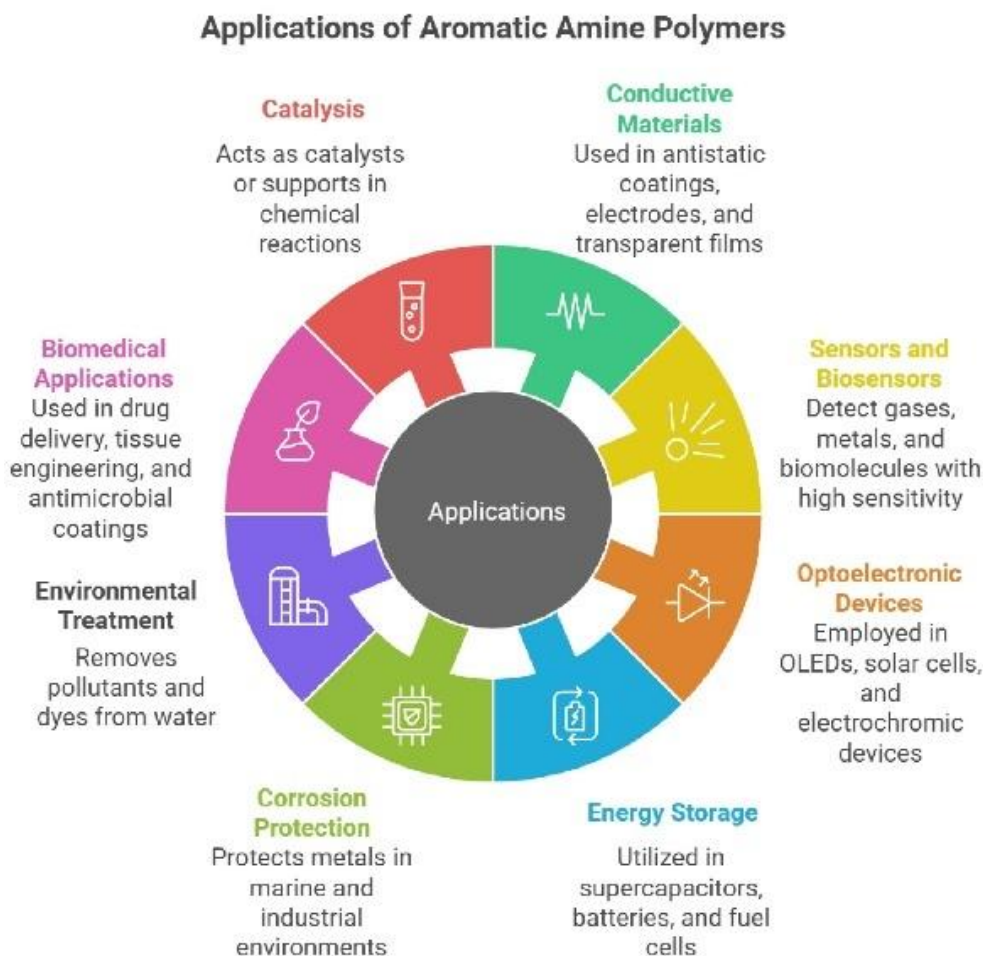 Applications of Aromatic Amine Polymers
Catalysis
Acts as catalysts
or supports in
chemical
reactions
Conductive
Materials
Used in antistatic
coatings,
electrodes, and
transparent films
Biomedical
Applications
Used in drug
delivery, tissue
engineering, and
antimicrobial
coatings
Sensors and
Biosensors
Detect gases,
metals, and
biomolecules with
high sensitivity
Applications
Environmental
Treatment
Removes
pollutants and
dyes from water
Optoelectronic
Devices
Employed in
OLEDs, solar cells,
and
electrochromic
devices
Corrosion
Protection
Protects metals in
marine and
industrial
environments
Energy Storage
Utilized in
supercapacitors,
batteries, and fuel
cells